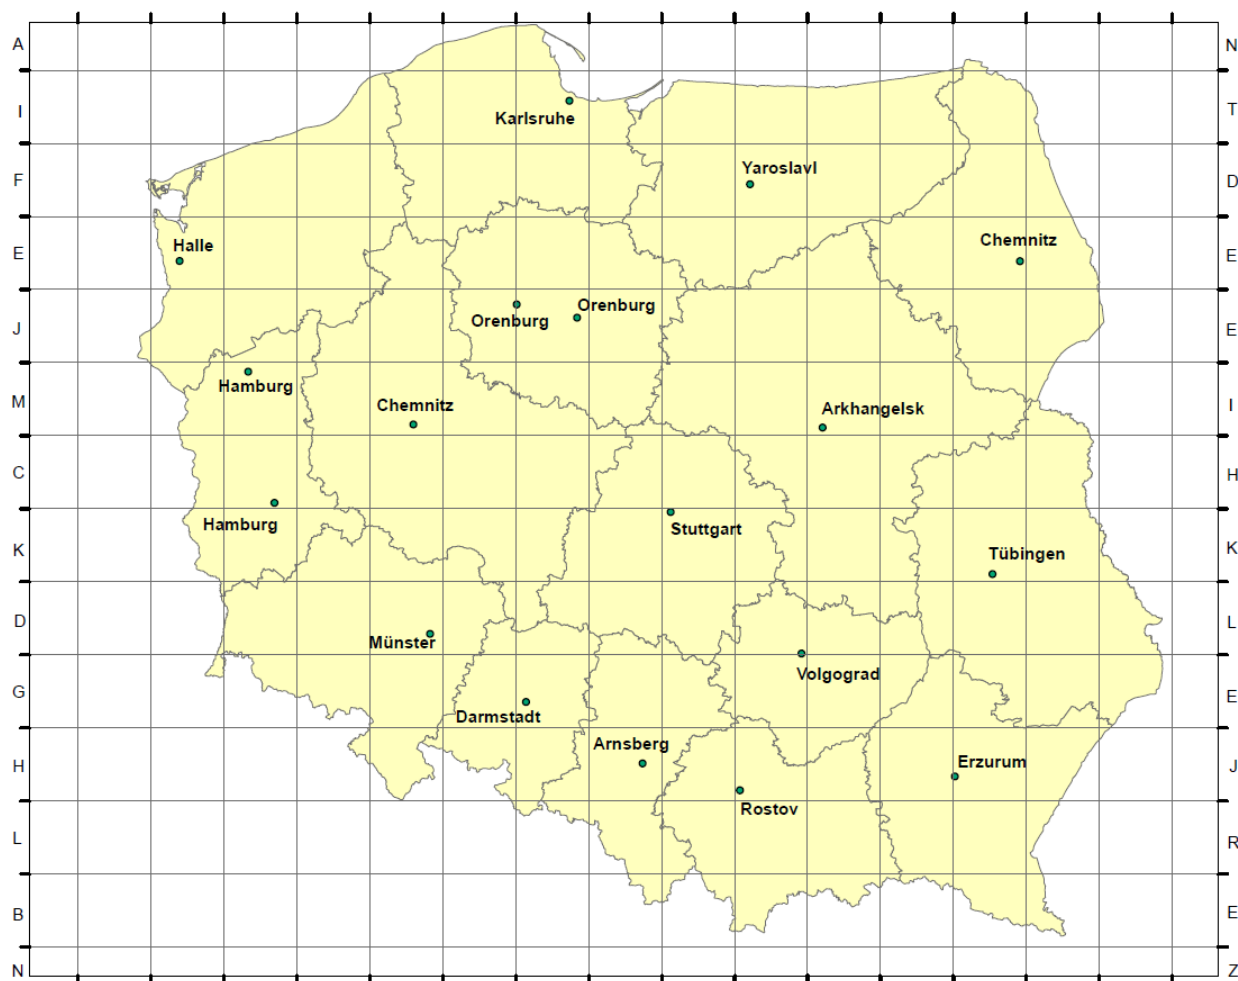 A N
I Karlsruhe T
F Yaroslavl D
E Halle Chemnitz E
Orenburg
J Orenburg E
Hamburg
M Chemnitz Arkhangelsk I
C H
Hamburg Stuttgart
K Tübingen K
D Münster L
Volgograd
G Darmstadt E
Arnsberg
H Erzurum J
Rostov
L R
B E
N Z